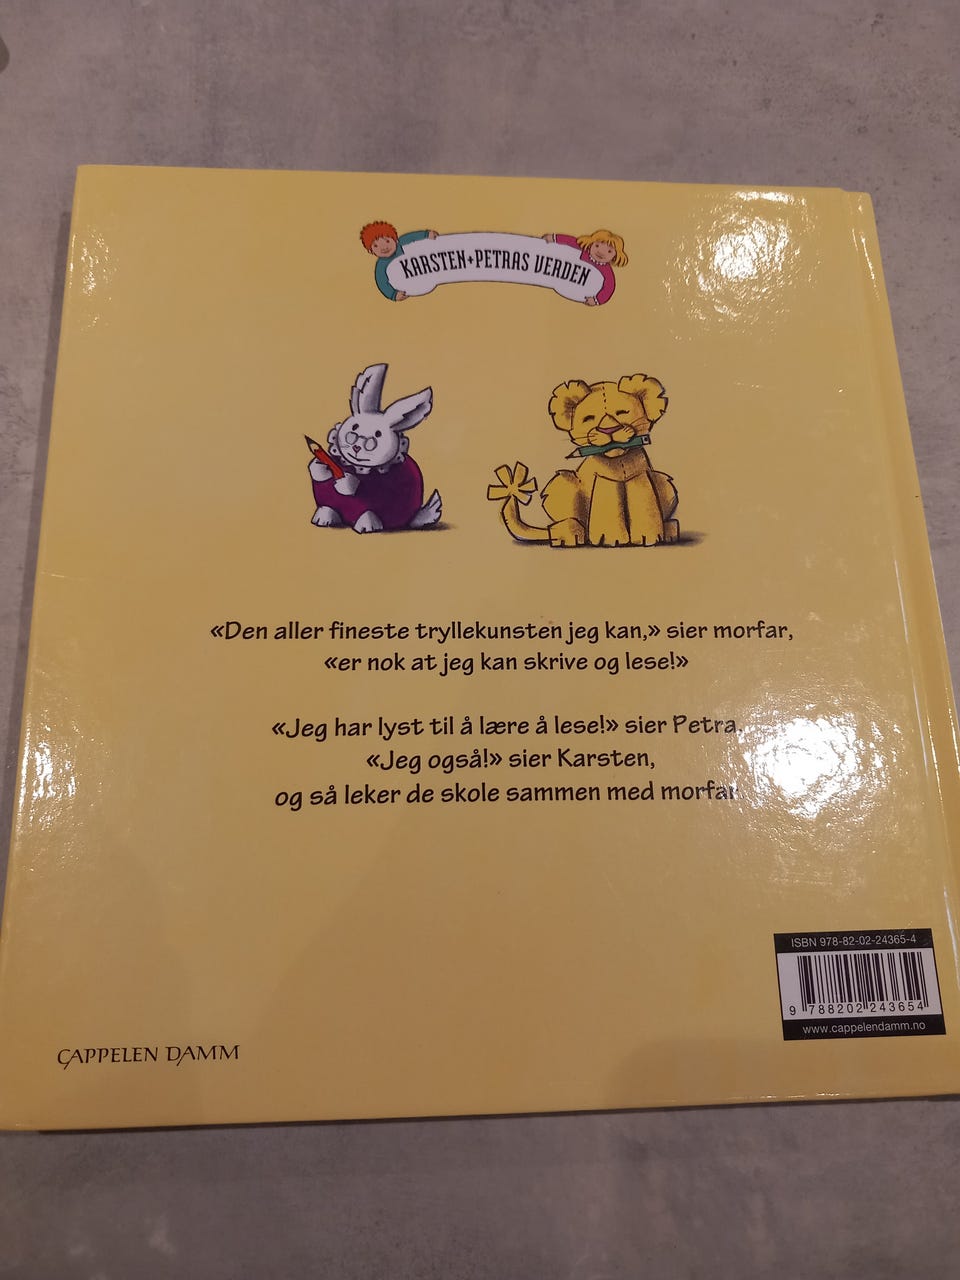 KARSTEN+PETRAS VERDEN
«Den aller fineste tryllekunsten jeg kan,» sier morfar,
«er nok at jeg kan skrive og lese!»
«Jeg har lyst til å lære å lese!» sier Petra.
«Jeg også!» sier Karsten,
og så leker de skole sammen med morfar
ISBN 978-82-02-24365-4
9 788202 243654
www.cappelendamm.no
CAPPELEN DAMM